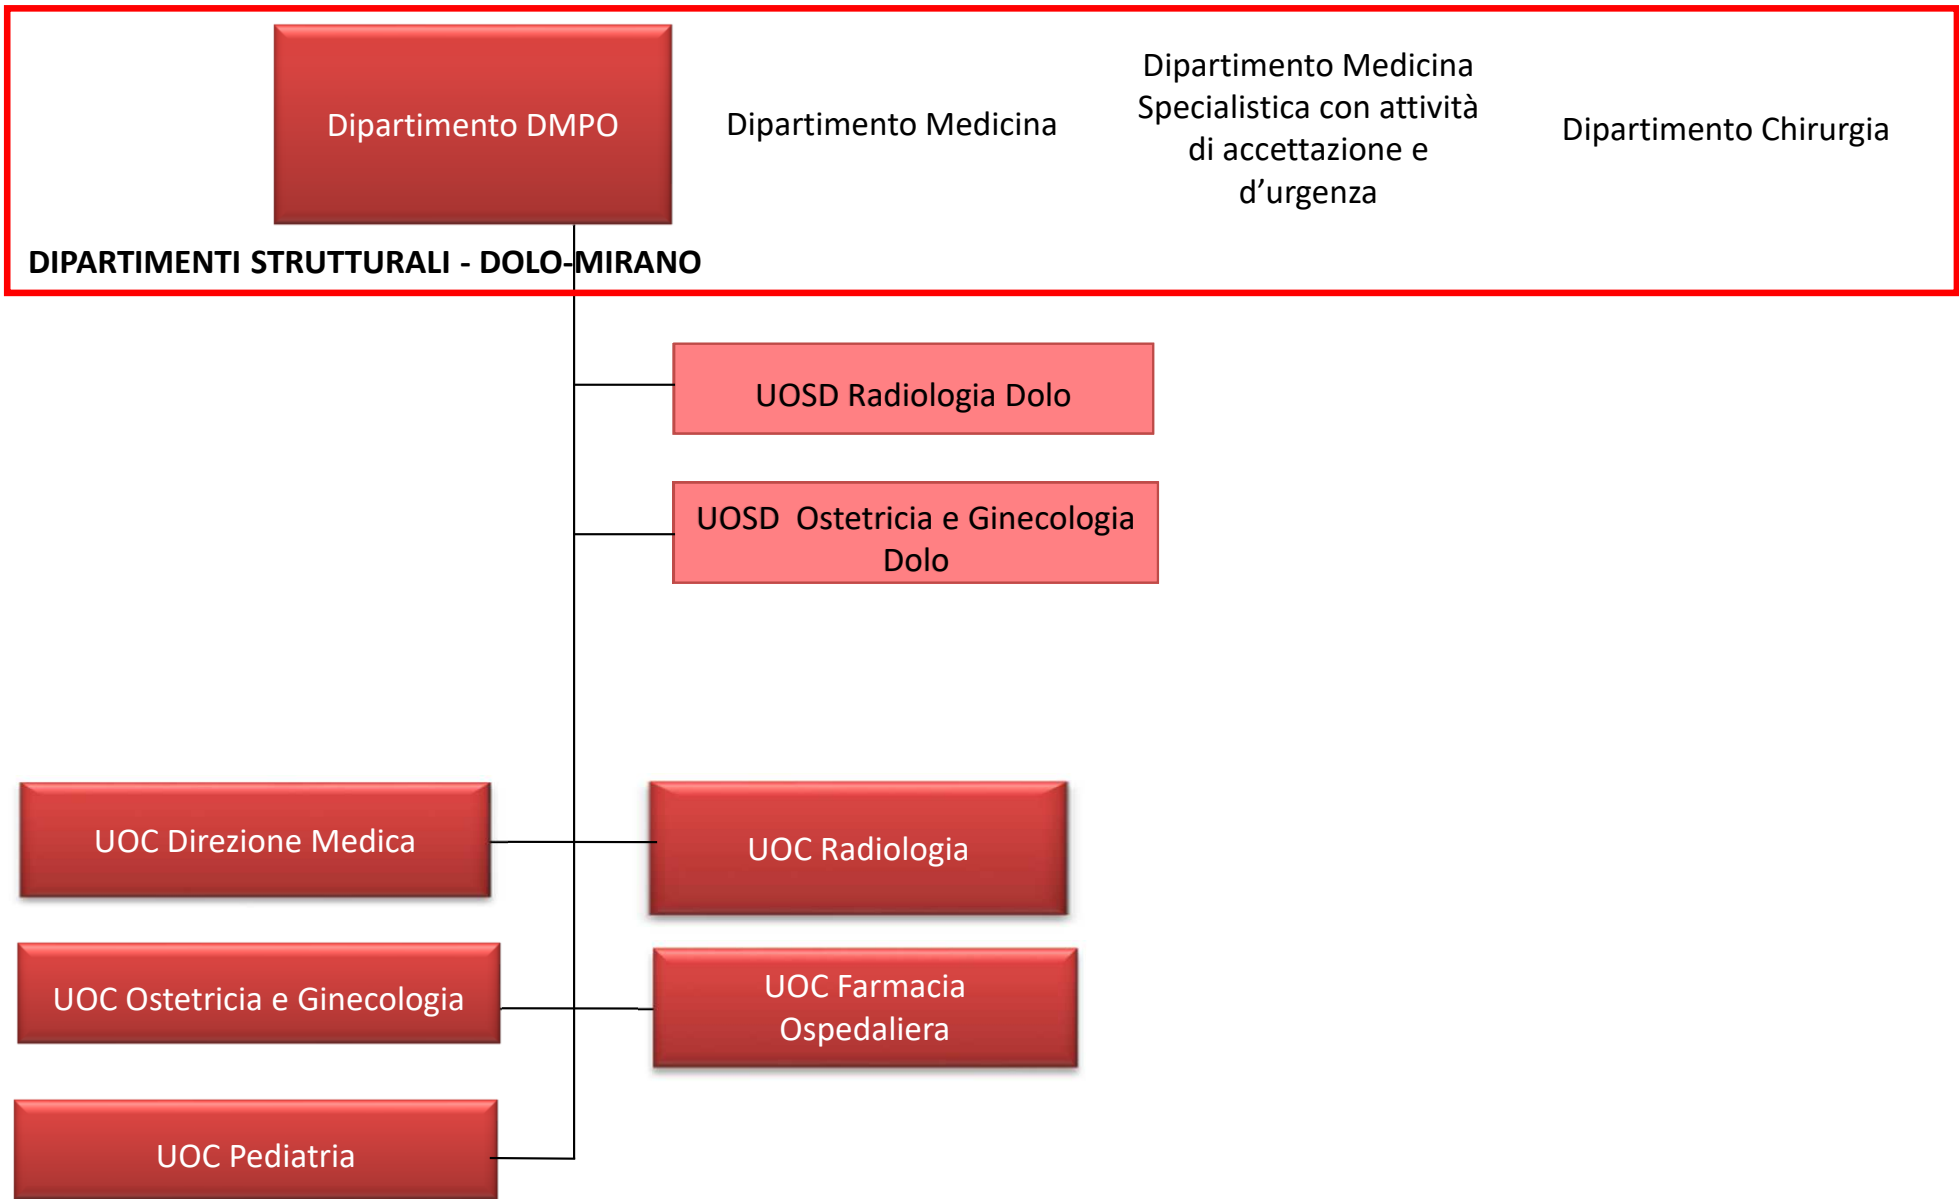 Dipartimento DMPO
Dipartimento Medicina
Dipartimento Medicina
Specialistica con attività
di accettazione e
d’urgenza
Dipartimento Chirurgia
DIPARTIMENTI STRUTTURALI - DOLO-MIRANO
UOSD Radiologia Dolo
UOSD  Ostetricia e Ginecologia
Dolo
UOC Direzione Medica
UOC Radiologia
UOC Ostetricia e Ginecologia
UOC Farmacia
Ospedaliera
UOC Pediatria